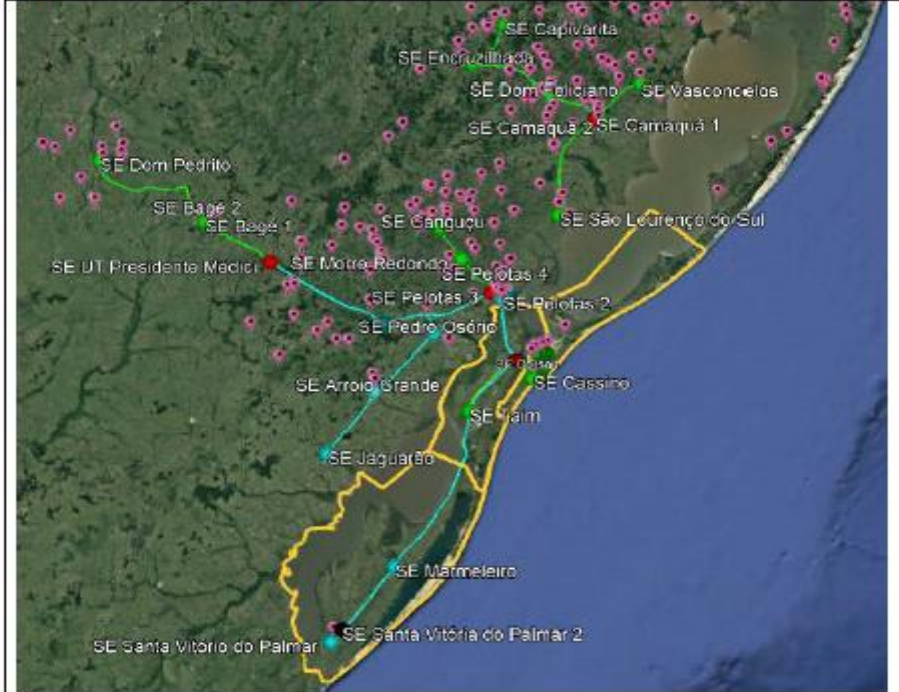 SE Capivarita
SE Encruzilhada
SE Dom Feliciano
SE Vasconcelos
SE Camaquã 2
SE Camaquã 1
SE Dom Pedrito
SE Bagé 2
SE Bagé 1
SE Canguçu
SE São Lourenço do Sul
SE UT Presidente Médici
SE Morro Redondo
SE Pelotas 4
SE Pelotas 3
SE Pelotas 2
SE Pedro Osório
SE Arroio Grande
SE Cassino
SE Taim
SE Jaguarão
SE Marmeleiro
SE Santa Vitório do Palmar
SE Santa Vitória do Palmar 2